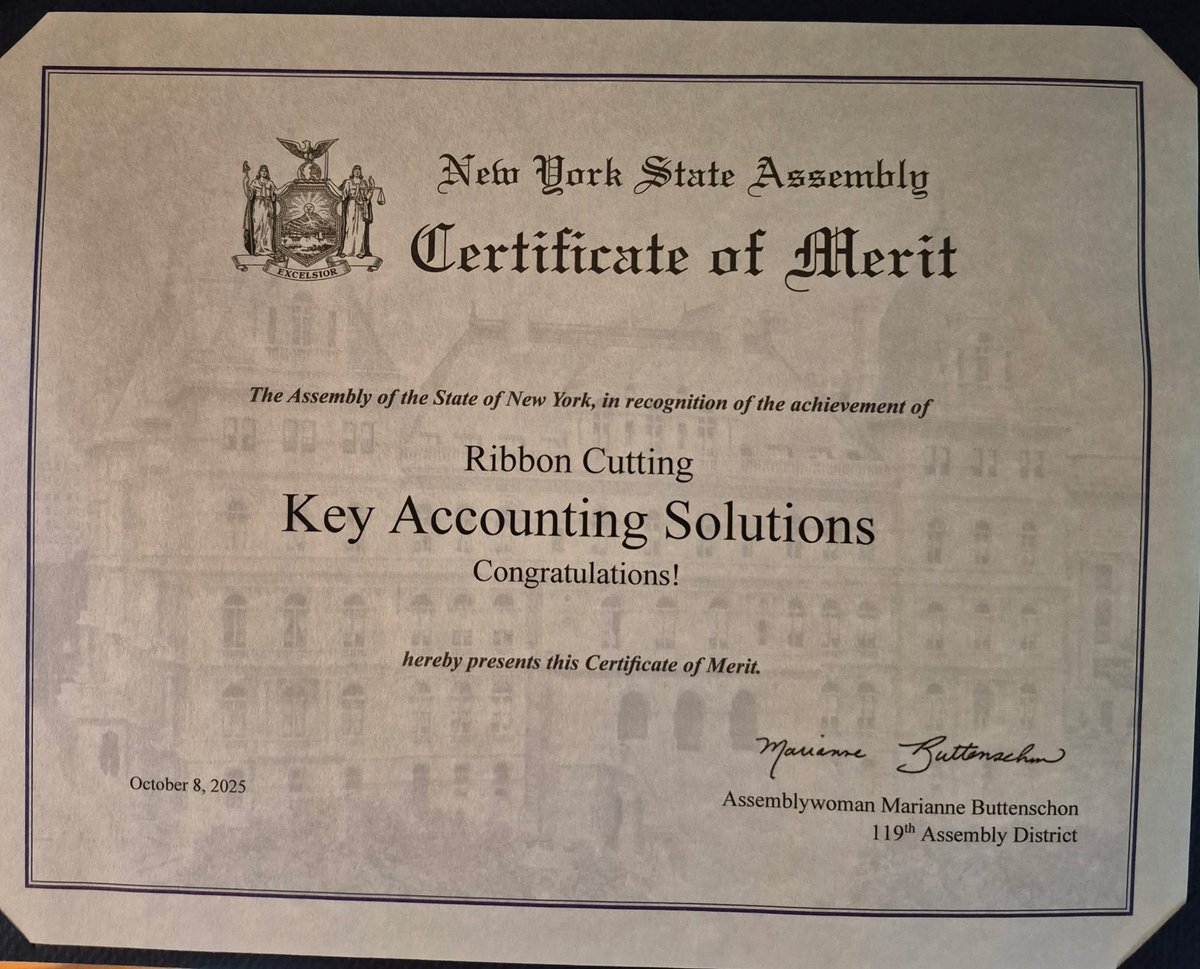 New York State Assembly
Certificate of Merit
EXCELSIOR
The Assembly of the State of New York, in recognition of the achievement of
Ribbon Cutting
Key Accounting Solutions
Congratulations!
hereby presents this Certificate of Merit.
Marianne Buttenschon
October 8, 2025
Assemblywoman Marianne Buttenschon
119th Assembly District